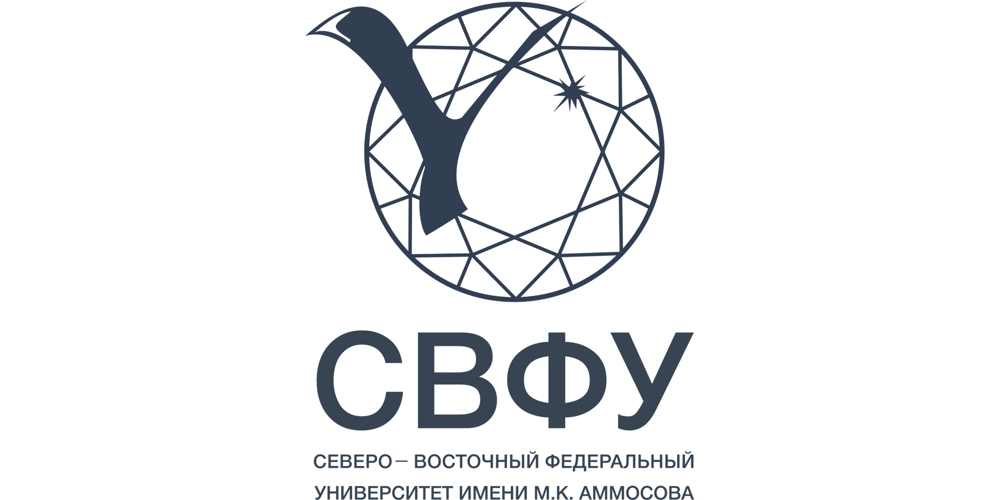 СВФУ
СЕВЕРО — ВОСТОЧНЫЙ ФЕДЕРАЛЬНЫЙ
УНИВЕРСИТЕТ ИМЕНИ М.К. АММОСОВА